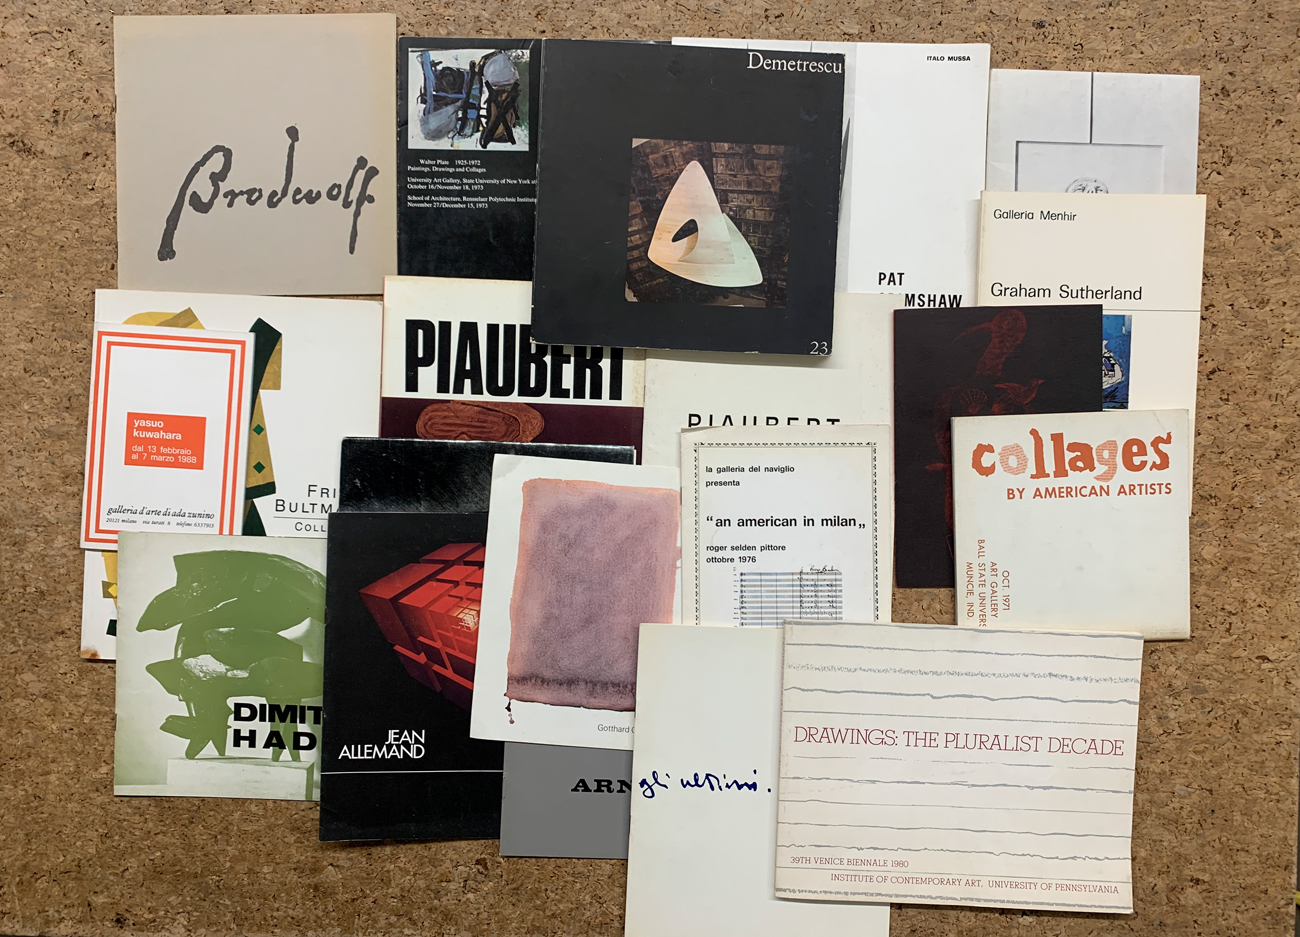 Brodwolf
Walter Plate 1925-1972
Paintings, Drawings and Collages
University Art Gallery, State University of New York at
October 16/November 18, 1973
School of Architecture, Rensselaer Polytechnic Institute
November 27/December 15, 1973
Demetrescu
23
ITALO MUSSA
PAT
MSHAW
Galleria Menhir
Graham Sutherland
yasuo
kuwahara
dal 13 febbraio
al 7 marzo 1988
galleria d'arte di ada zunino
20121 milano via turati 8 telefono 6337913
FRI
BULTMA
COLL
PIAUBERT
PIAUBERT
la galleria del naviglio
presenta
“an american in milan„
roger selden pittore
ottobre 1976
collages
BY AMERICAN ARTISTS
OCT. 1971
ART GALLERY
BALL STATE UNIVERS
MUNCIE, IND.
DIMIT
HAD
JEAN
ALLEMAND
Gotthard
ARN
gli ultimi.
DRAWINGS: THE PLURALIST DECADE
39TH VENICE BIENNALE 1980
INSTITUTE OF CONTEMPORARY ART, UNIVERSITY OF PENNSYLVANIA